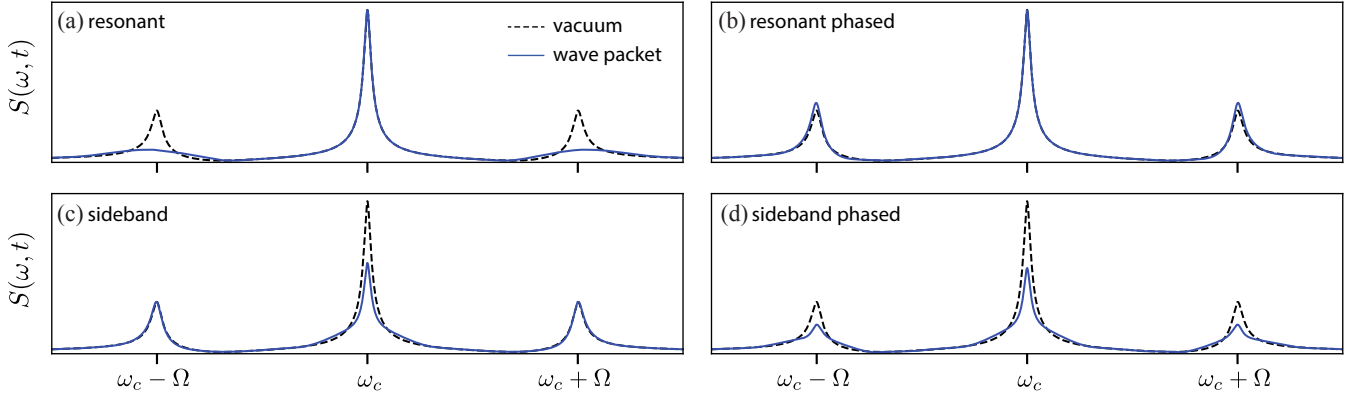 (a) resonant
vacuum
wave packet
(b) resonant phased
S(ω, t)
(c) sideband
(d) sideband phased
S(ω, t)
ω_c − Ω
ω_c
ω_c + Ω
ω_c − Ω
ω_c
ω_c + Ω